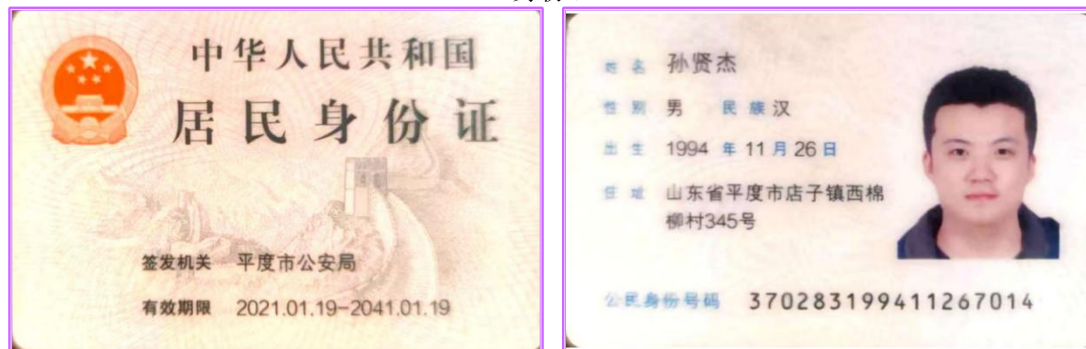 中华人民共和国
居民身份证
签发机关 平度市公安局
有效期限 2021.01.19-2041.01.19
姓名 孙贤杰
性别 男 民族 汉
出生 1994 年 11 月 26 日
住址 山东省平度市店子镇西棉
柳村345号
公民身份号码 370283199411267014